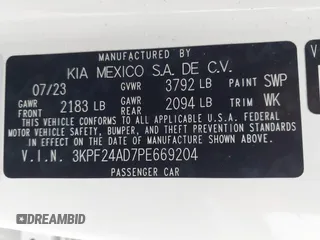 MANUFACTURED BY
KIA MEXICO S.A. DE C.V.
07/23 GVWR 3792 LB PAINT SWP
GAWR FRONT 2183 LB GAWR REAR 2094 LB TRIM WK
THIS VEHICLE CONFORMS TO ALL APPLICABLE U.S.A. FEDERAL
MOTOR VEHICLE SAFETY, BUMPER, AND THEFT PREVENTION
STANDARDS IN EFFECT ON THE DATE OF MANUFACTURE
SHOWN ABOVE.
V.I.N. 3KPF24AD7PE669204
PASSENGER CAR
DREAMBID